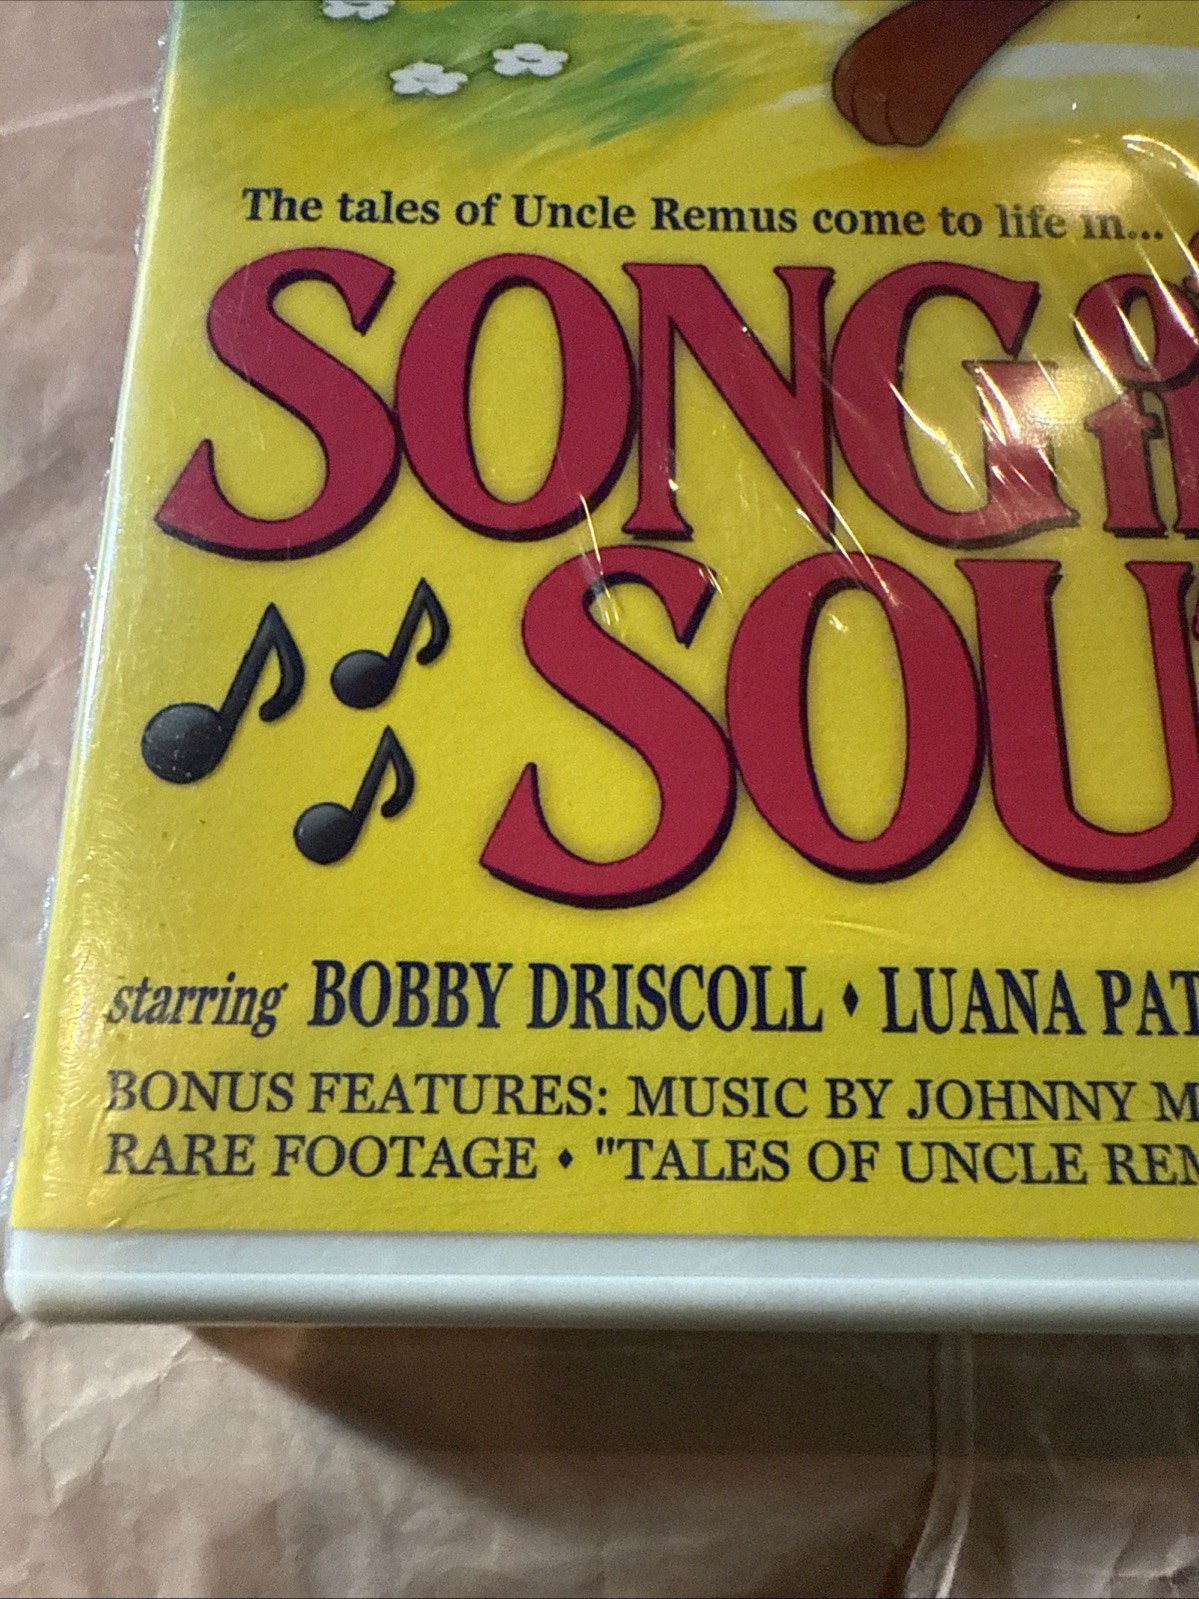 The tales of Uncle Remus come to life in...
SONG of
SOU
starring BOBBY DRISCOLL ♦ LUANA PAT
BONUS FEATURES: MUSIC BY JOHNNY M
RARE FOOTAGE ♦ "TALES OF UNCLE REM